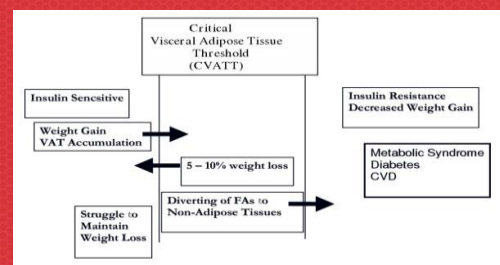 Critical
Visceral Adipose Tissue
Threshold
(CVATT)
Insulin Sencsitive
Insulin Resistance
Decreased Weight Gain
Weight Gain
VAT Accumulation
Metabolic Syndrome
Diabetes
CVD
5 – 10% weight loss
Diverting of FAs to
Non-Adipose Tissues
Struggle to
Maintain
Weight Loss